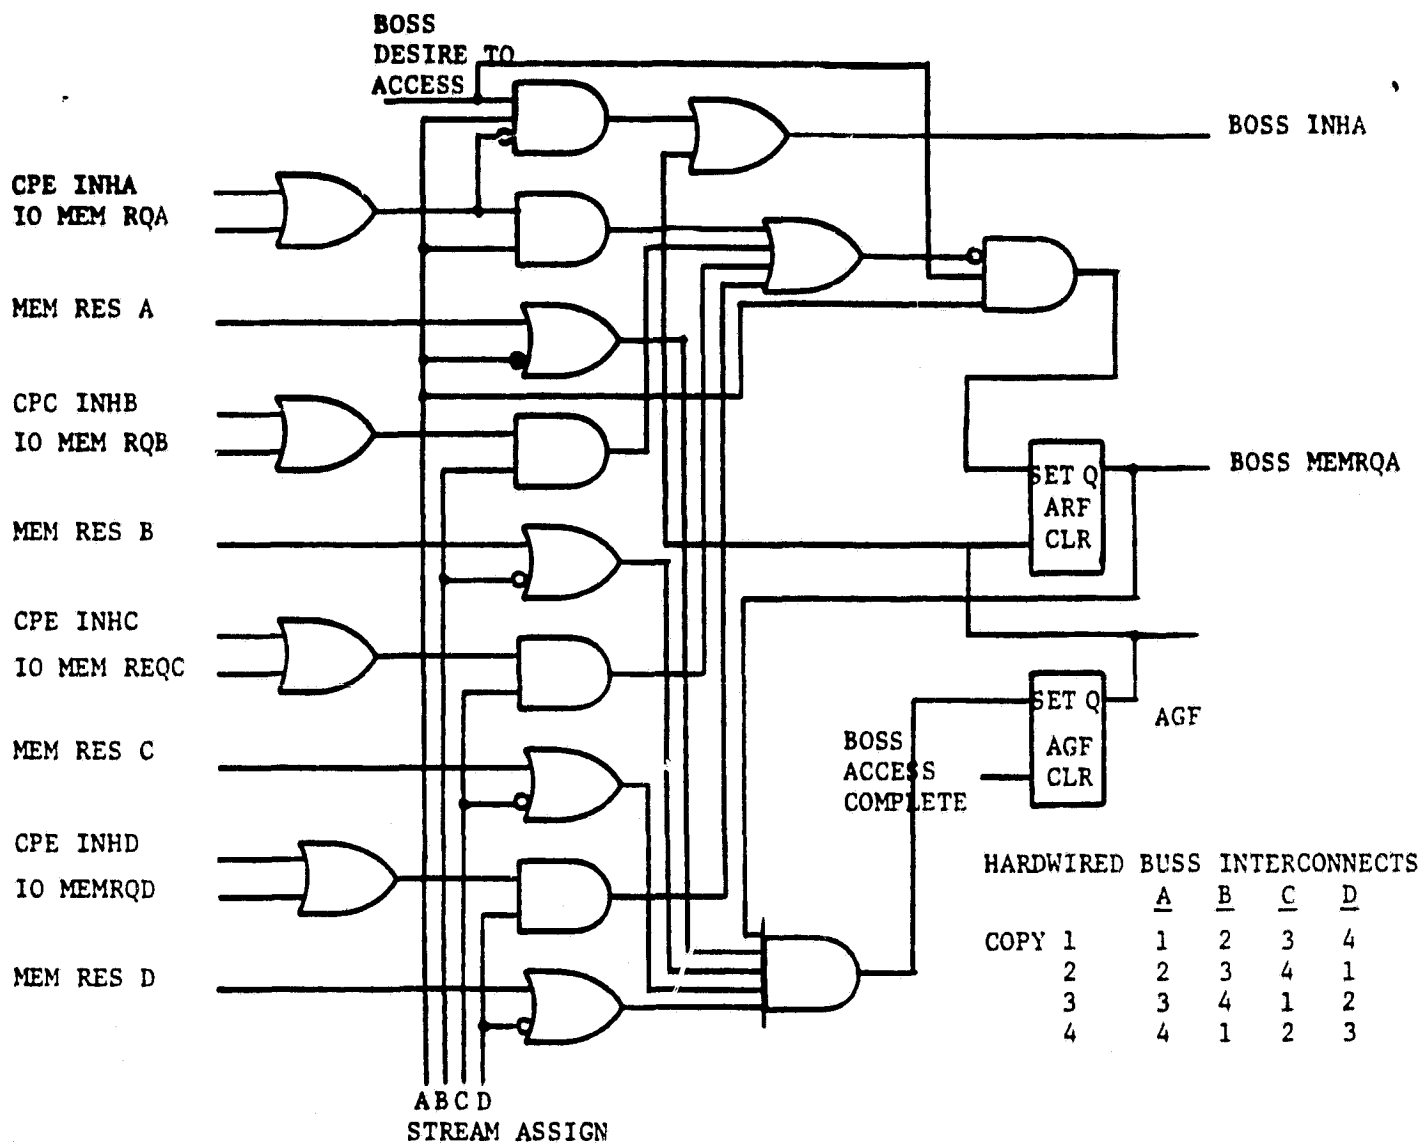 BOSS
DESIRE TO
ACCESS
BOSS INHA
CPE INHA
IO MEM RQA
MEM RES A
CPC INHB
IO MEM RQB
BOSS MEMRQA
SET Q
ARF
CLR
MEM RES B
CPE INHC
IO MEM REQC
SET Q
AGF
CLR
AGF
MEM RES C
BOSS
ACCESS
COMPLETE
CPE INHD
IO MEMRQD
HARDWIRED BUSS INTERCONNECTS
A B C D
COPY 1 1 2 3 4
2 2 3 4 1
3 3 4 1 2
4 4 1 2 3
MEM RES D
A B C D
STREAM ASSIGN